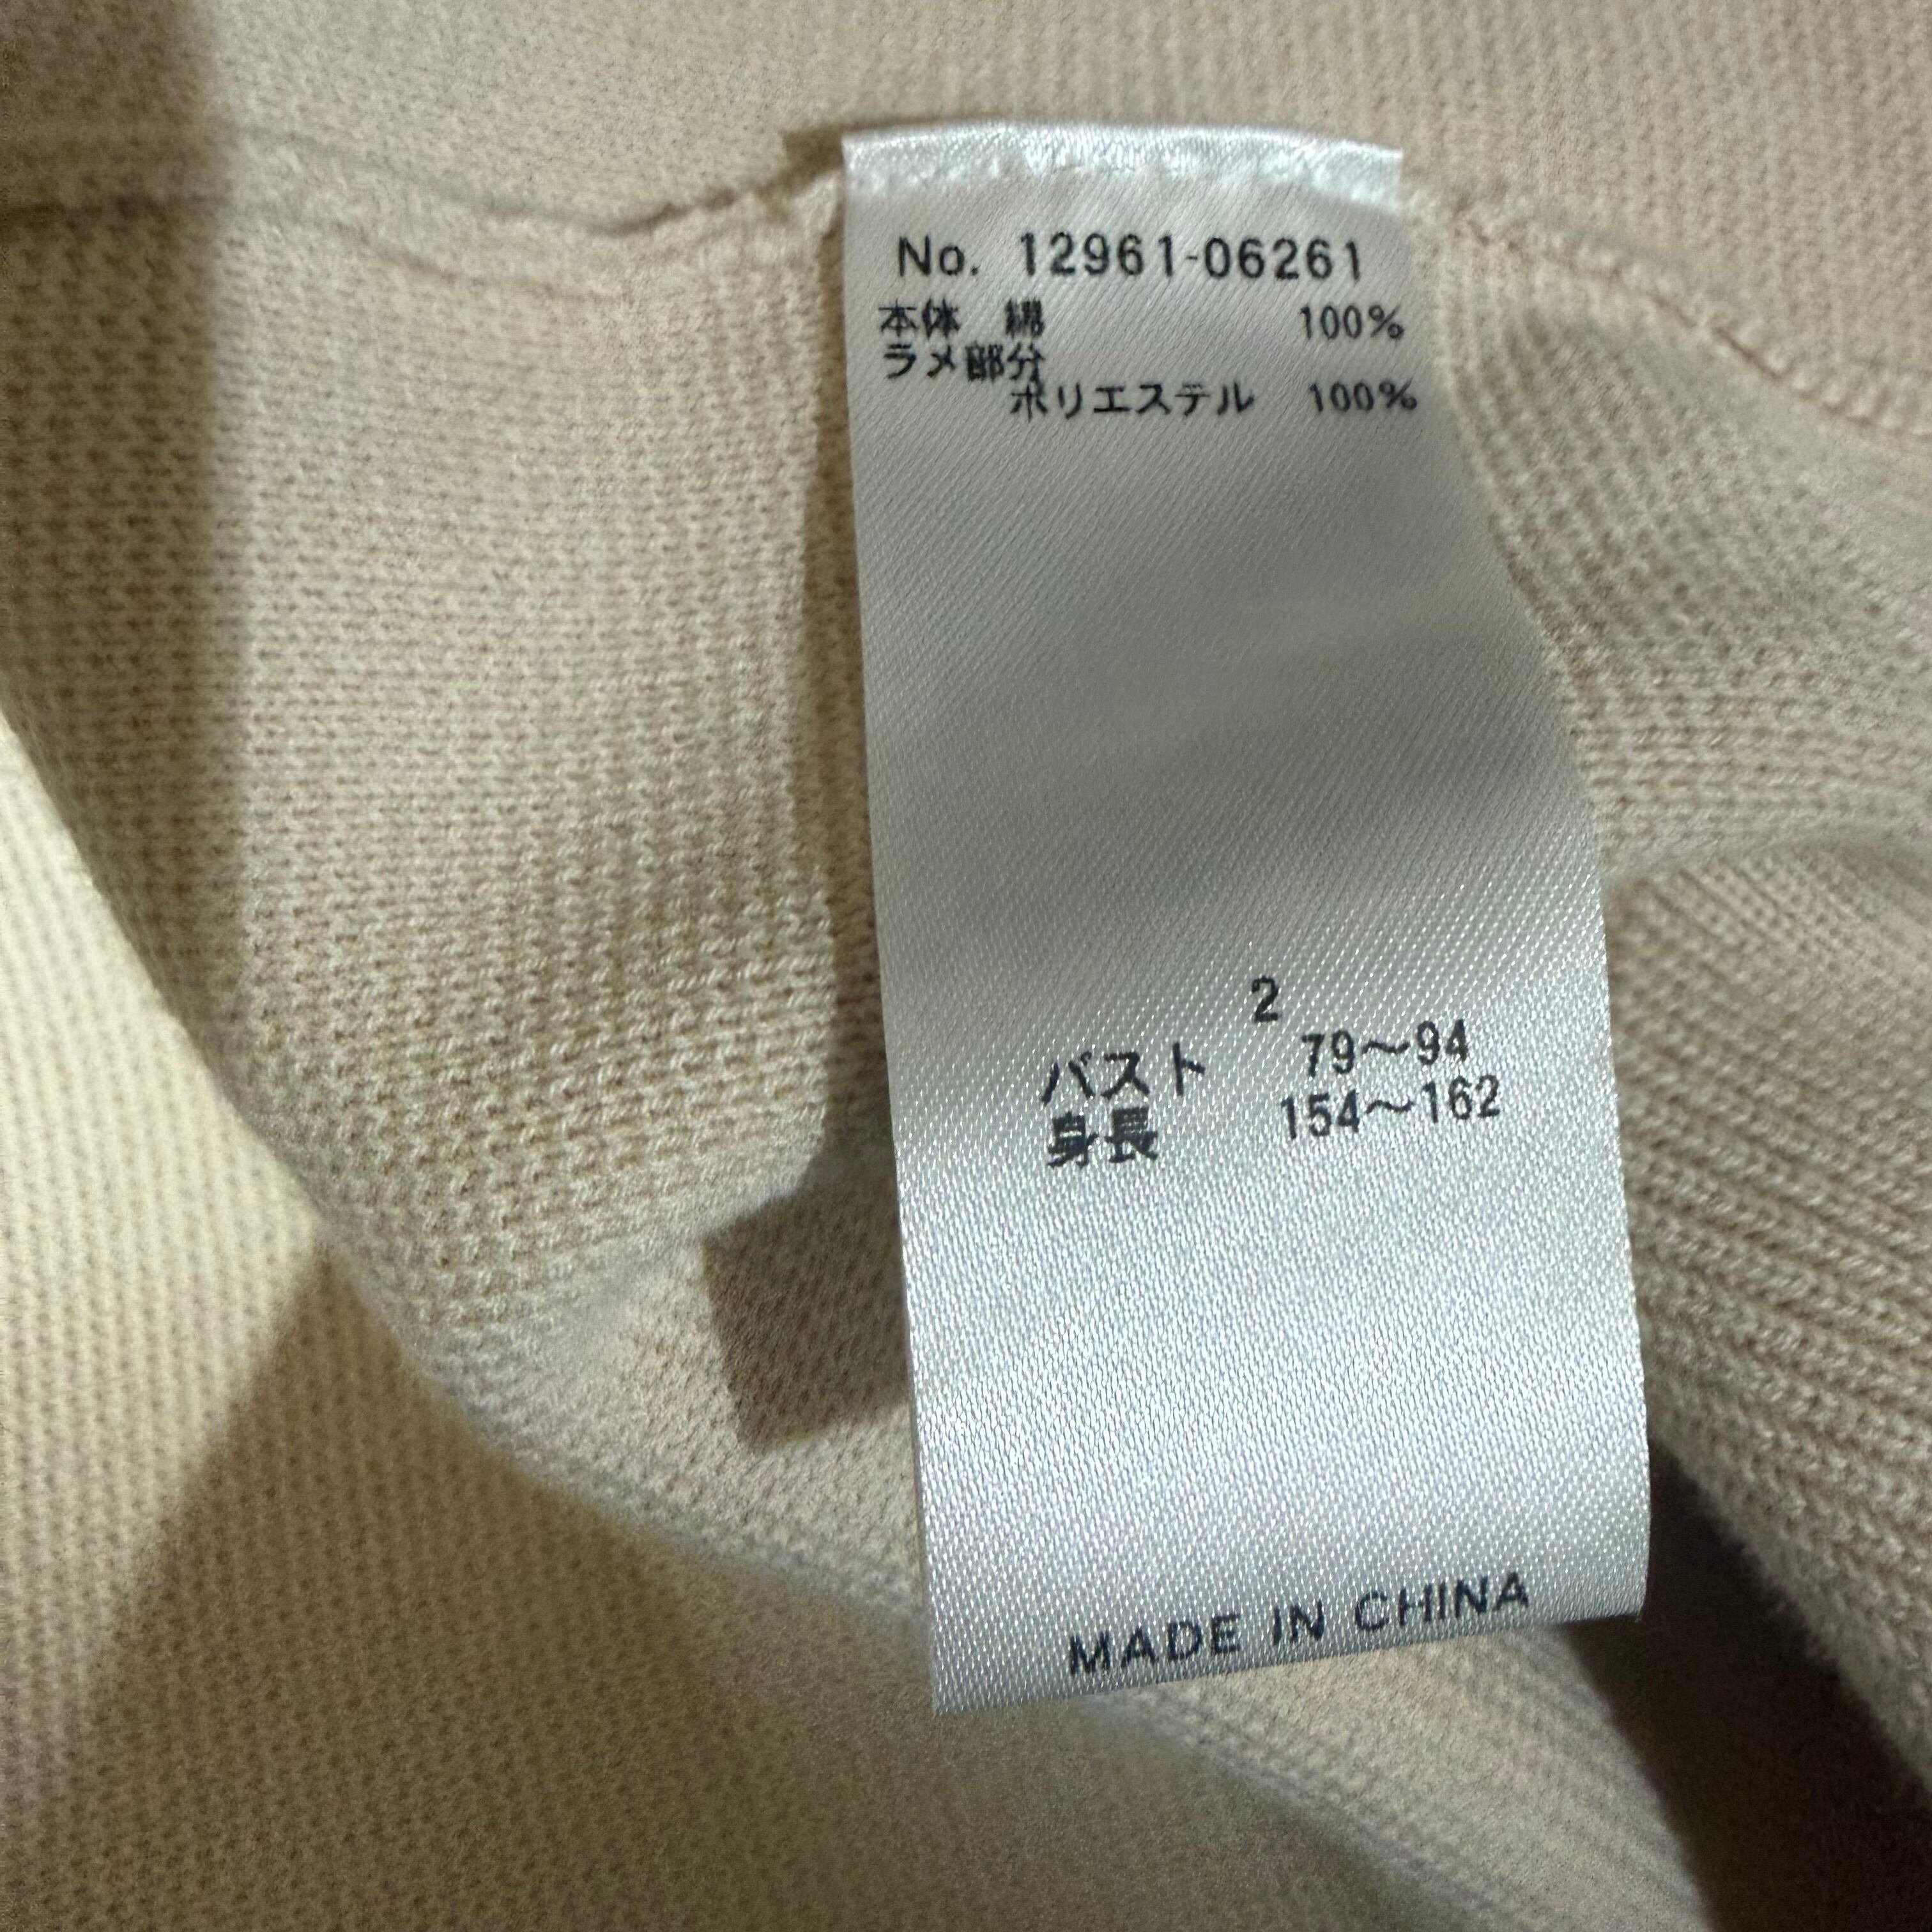 No. 12961-06261
本体 綿 100%
ラメ部分
ポリエステル 100%
2
バスト 79〜94
身長 154〜162
MADE IN CHINA